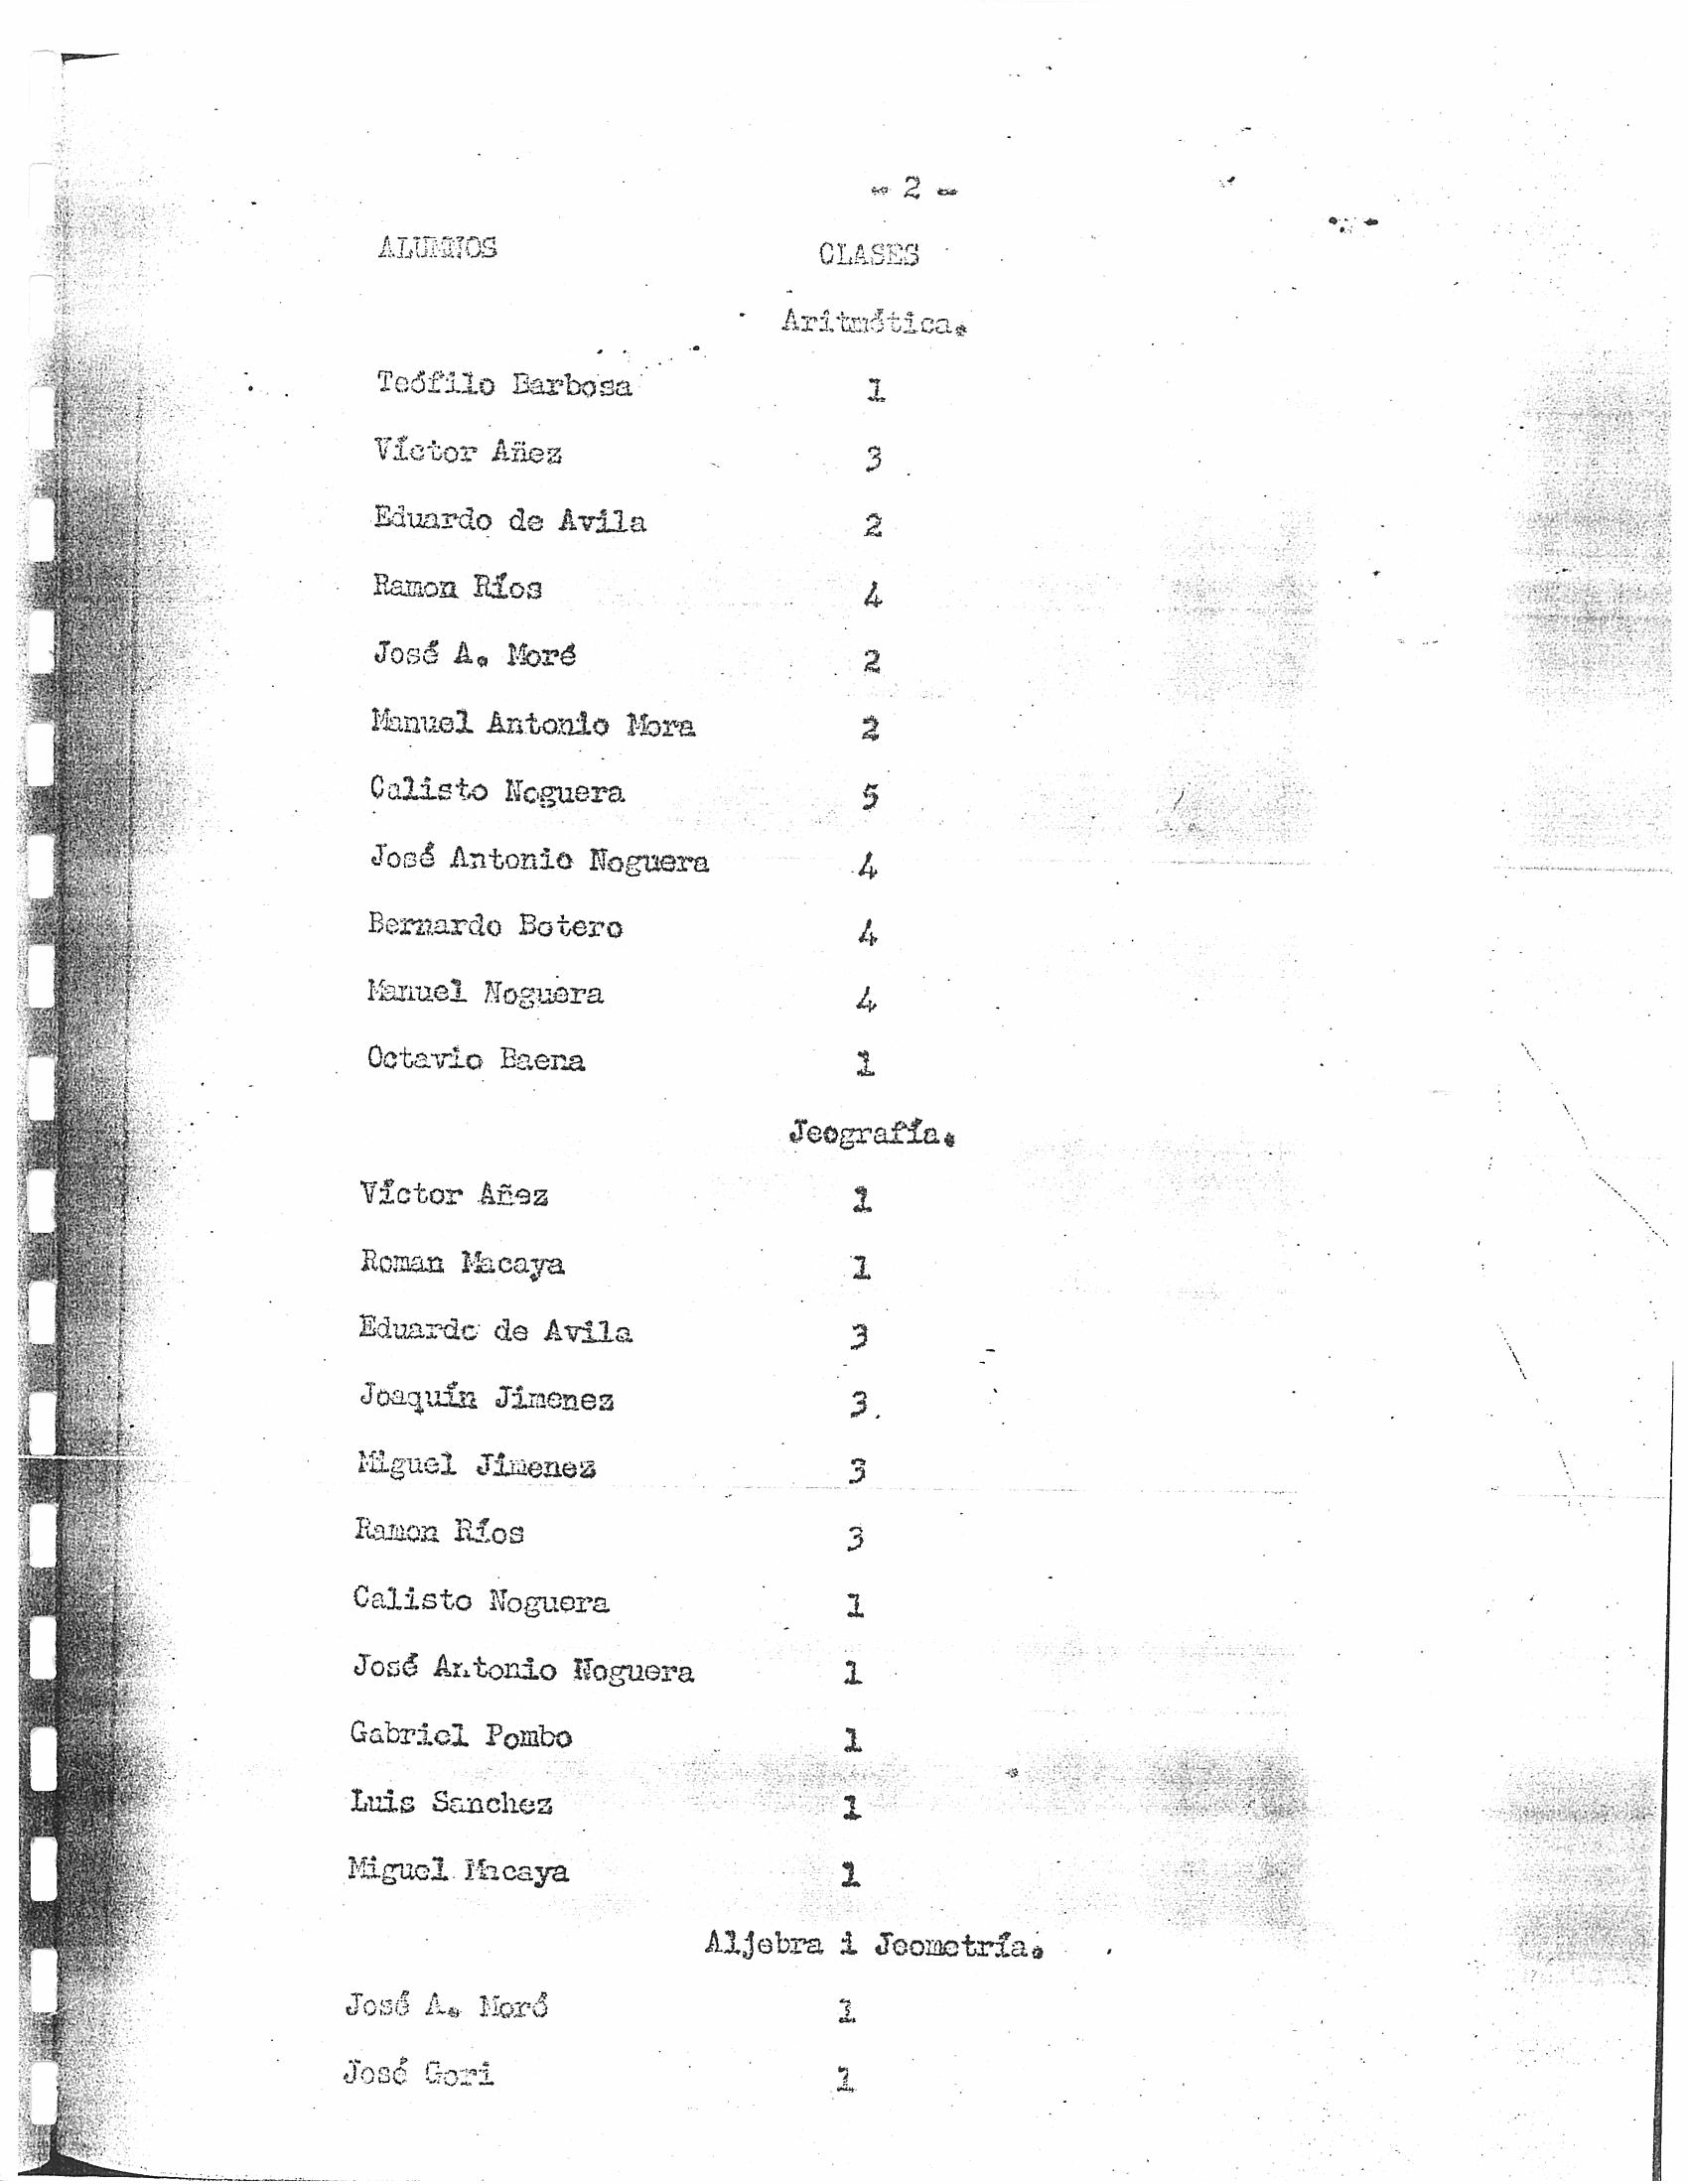 - 2 -
ALUMNOS CLASES
Aritmética.
Teófilo Barbosa 1
Víctor Añez 3
Eduardo de Avila 2
Ramon Ríos 4
José A. Moré 2
Manuel Antonio Mora 2
Calisto Noguera 5
José Antonio Noguera 4
Bernardo Botero 4
Manuel Noguera 4
Octavio Baena 1
Jeografía.
Víctor Añez 1
Roman Macaya 1
Eduardo de Avila 3
Joaquín Jimenez 3
Miguel Jimenez 3
Ramon Ríos 3
Calisto Noguera 1
José Antonio Noguera 1
Gabriel Pombo 1
Luis Sanchez 1
Miguel Macaya 1
Aljebra i Jeometría.
José A. Moré 1
José Gori 1